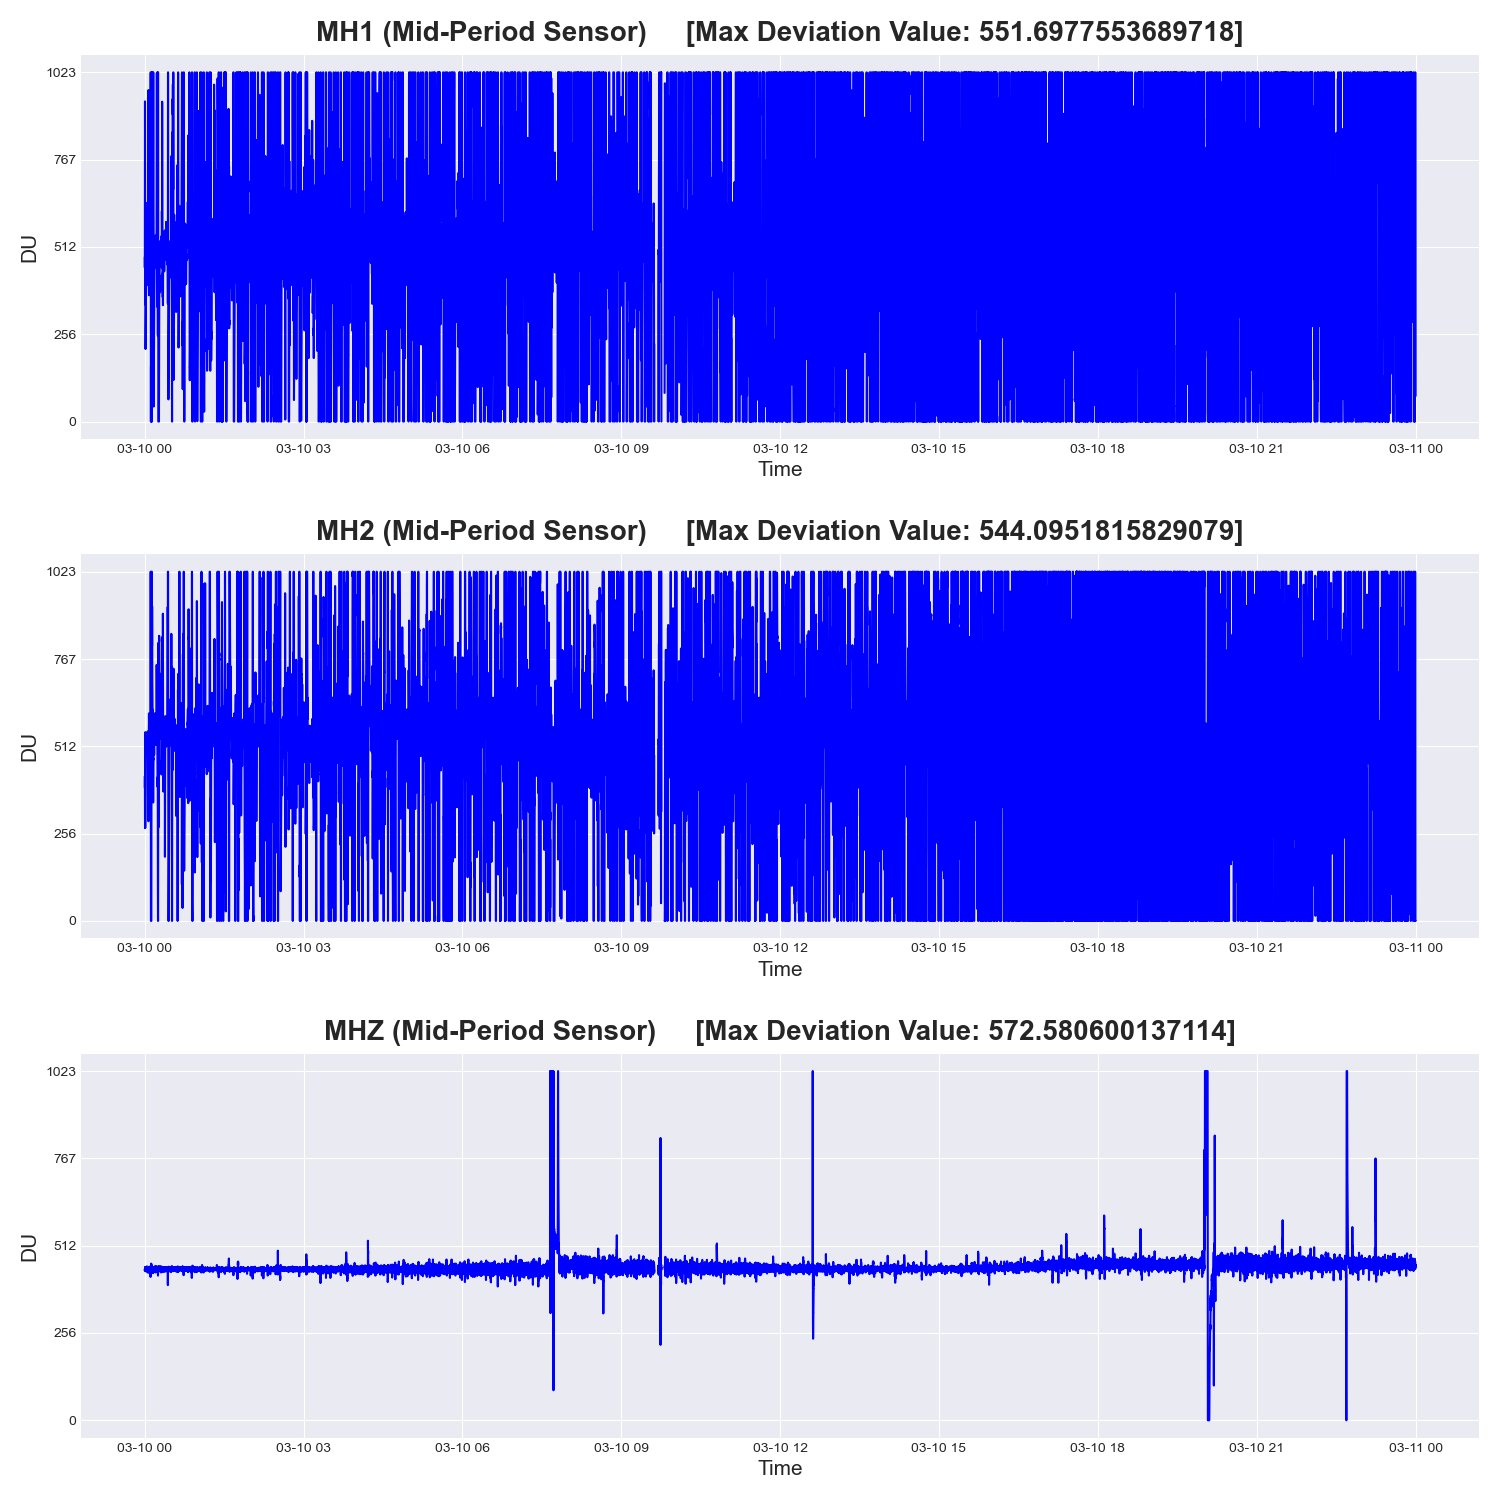 MH1 (Mid-Period Sensor) [Max Deviation Value: 551.6977553689718]
1023
767
512
256
0
DU
03-10 00 03-10 03 03-10 06 03-10 09 03-10 12 03-10 15 03-10 18 03-10 21 03-11 00
Time
MH2 (Mid-Period Sensor) [Max Deviation Value: 544.0951815829079]
1023
767
512
256
0
DU
03-10 00 03-10 03 03-10 06 03-10 09 03-10 12 03-10 15 03-10 18 03-10 21 03-11 00
Time
MHZ (Mid-Period Sensor) [Max Deviation Value: 572.580600137114]
1023
767
512
256
0
DU
03-10 00 03-10 03 03-10 06 03-10 09 03-10 12 03-10 15 03-10 18 03-10 21 03-11 00
Time